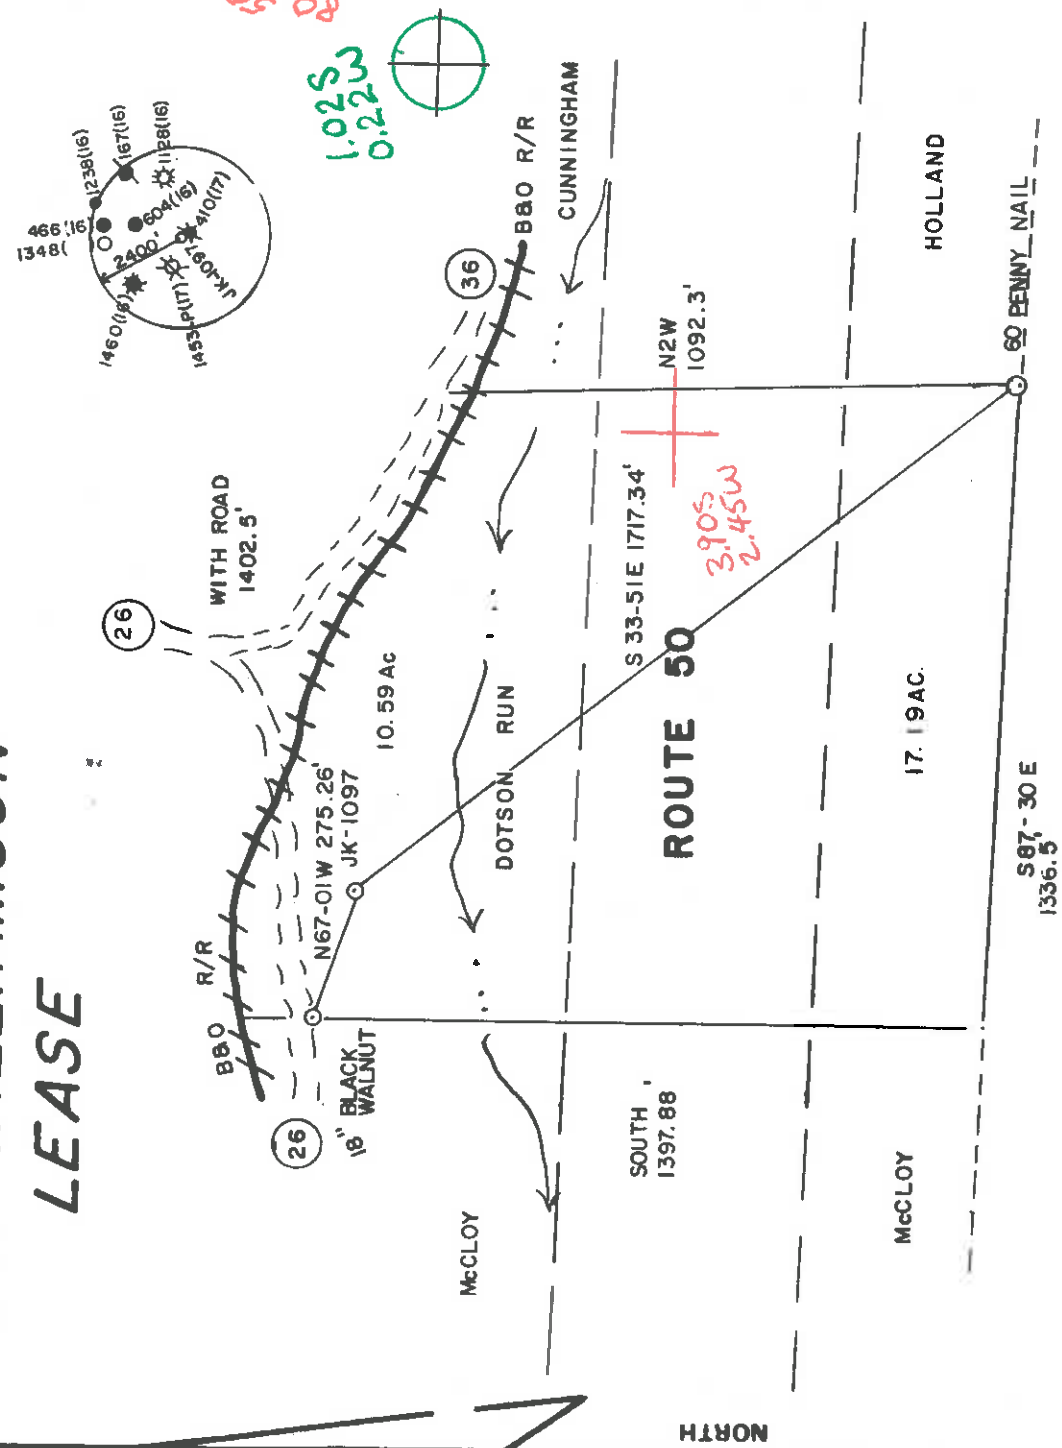 LEASE
1.02S
0.22W
1238(16)
167(16)
1128(16)
466(16)
1348(
604(16)
410(17)
2400'
JK-1097
1460(16)
1453-P(17)
B&O R/R
CUNNINGHAM
HOLLAND
36
26
WITH ROAD
1402.5'
N2W
1092.3'
60 PENNY NAIL
3.90S
2.45W
S 33-51E 1717.34'
10.59 Ac
DOTSON RUN
ROUTE 50
17.19 AC.
N67-01W 275.26'
JK-1097
B&O R/R
18" BLACK
WALNUT
26
S87-30E
1336.5'
SOUTH
1397.88'
McCLOY
McCLOY
NORTH